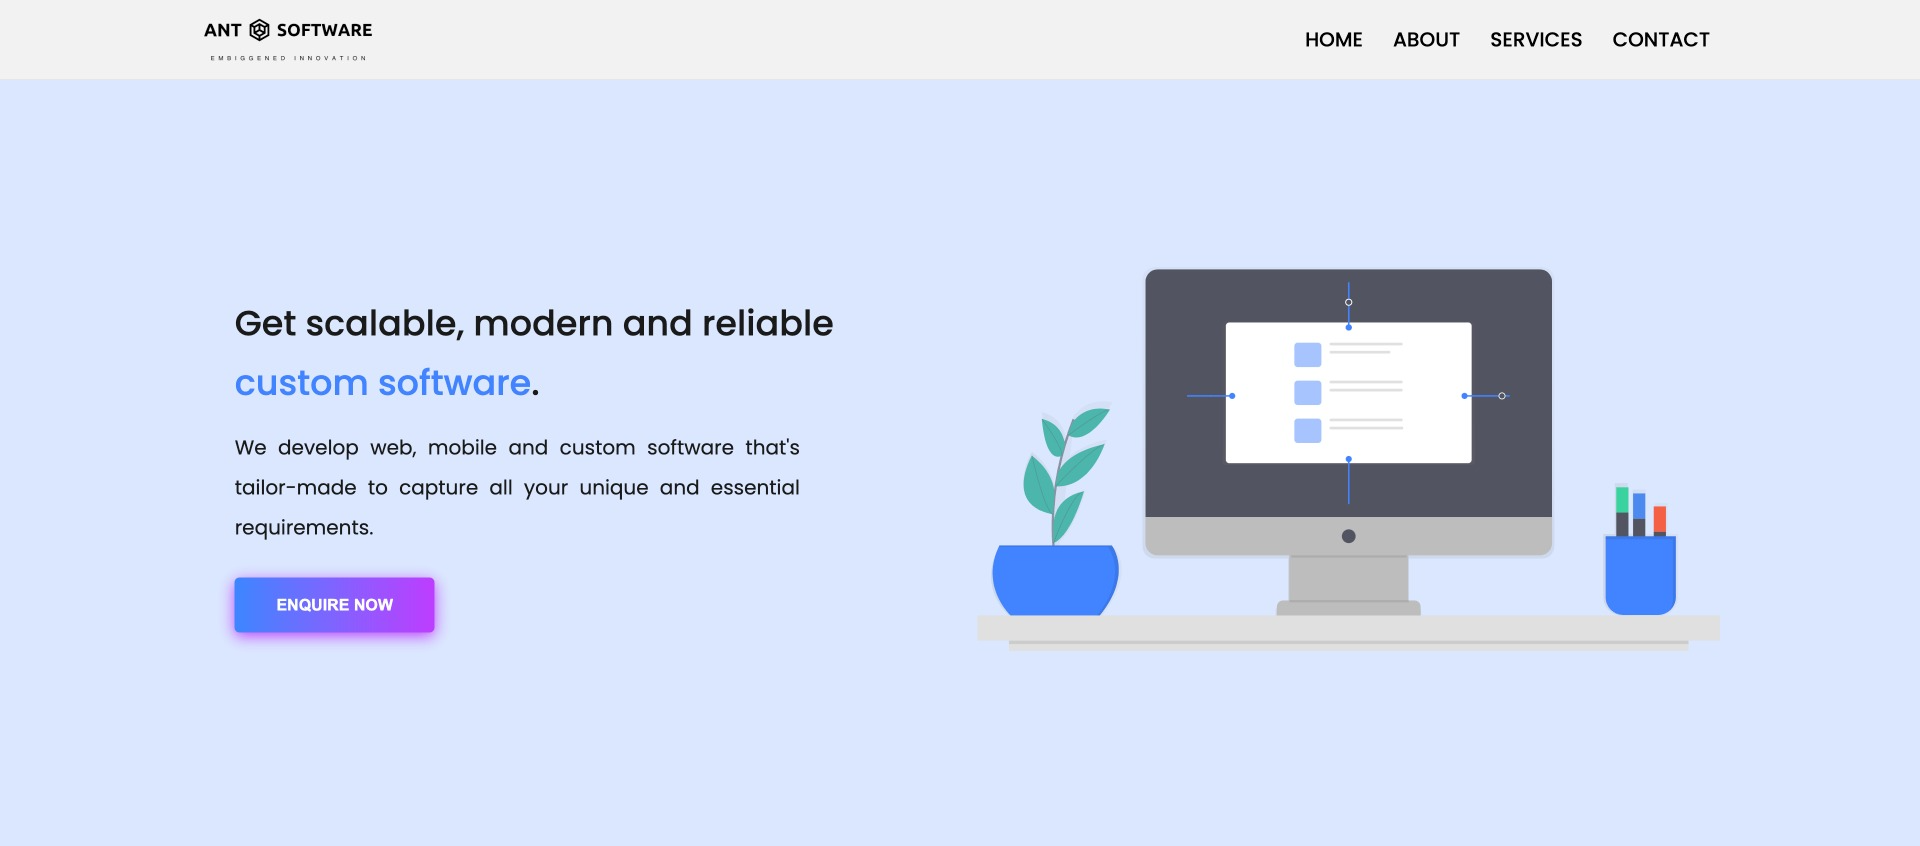 ANT SOFTWARE
EMBIGGENED INNOVATION
HOME ABOUT SERVICES CONTACT
Get scalable, modern and reliable
custom software.
We develop web, mobile and custom software that's
tailor-made to capture all your unique and essential
requirements.
ENQUIRE NOW